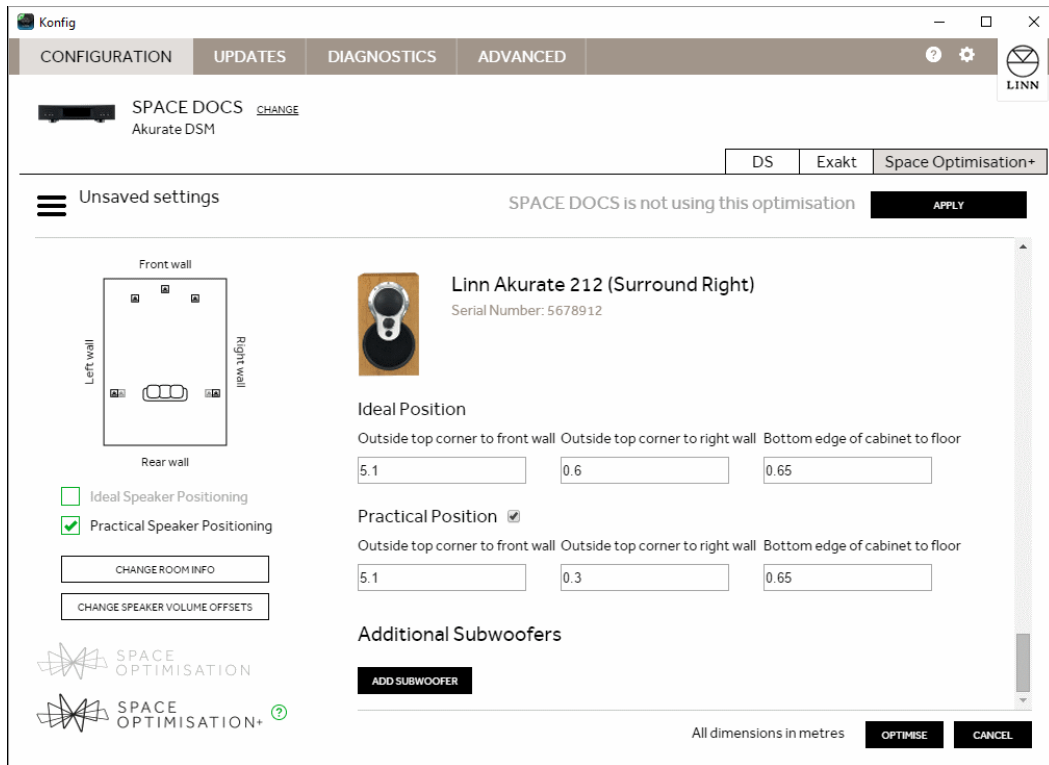 Konfig
CONFIGURATION UPDATES DIAGNOSTICS ADVANCED
?
LINN
SPACE DOCS CHANGE
Akurate DSM
DS Exakt Space Optimisation+
Unsaved settings
SPACE DOCS is not using this optimisation APPLY
Front wall
Left wall
Right wall
Rear wall
Ideal Speaker Positioning
Practical Speaker Positioning
CHANGE ROOM INFO
CHANGE SPEAKER VOLUME OFFSETS
SPACE
OPTIMISATION
SPACE
OPTIMISATION+ ?
Linn Akurate 212 (Surround Right)
Serial Number: 5678912
Ideal Position
Outside top corner to front wall Outside top corner to right wall Bottom edge of cabinet to floor
5.1 0.6 0.65
Practical Position
Outside top corner to front wall Outside top corner to right wall Bottom edge of cabinet to floor
5.1 0.3 0.65
Additional Subwoofers
ADD SUBWOOFER
All dimensions in metres OPTIMISE CANCEL